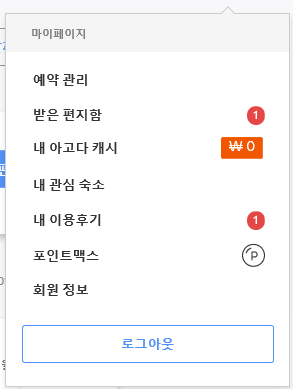 마이페이지
예약 관리
받은 편지함 1
내 아고다 캐시 ₩ 0
내 관심 숙소
내 이용후기 1
포인트맥스 P
회원 정보
로그아웃